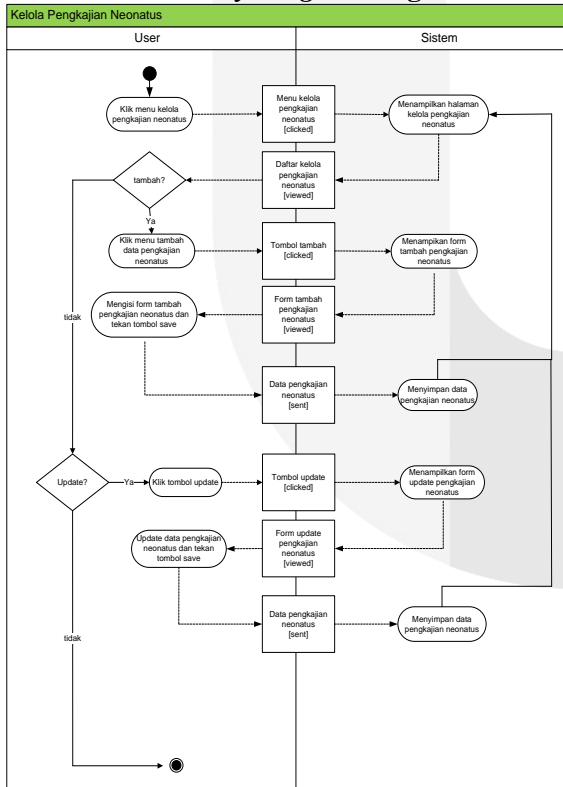 Kelola Pengkajian Neonatus
User
Sistem
Klik menu kelola
pengkajian neonatus
Menu kelola
pengkajian
neonatus
[clicked]
Menampilkan halaman
kelola pengkajian
neonatus
tambah?
Daftar kelola
pengkajian
neonatus
[viewed]
Ya
Klik menu tambah
data pengkajian
neonatus
Tombol tambah
[clicked]
Menampikan form
tambah pengkajian
neonatus
Mengisi form tambah
pengkajian neonatus dan
tekan tombol save
Form tambah
pengkajian
neonatus
[viewed]
tidak
Data pengkajian
neonatus
[sent]
Menyimpan data
pengkajian neonatus
Update?
Ya
Klik tombol update
Tombol update
[clicked]
Menampilkan form
update pengkajian
neonatus
Update data pengkajian
neonatus dan tekan
tombol save
Form update
pengkajian
neonatus
[viewed]
Data pengkajian
neonatus
[sent]
Menyimpan data
pengkajian neonatus
tidak